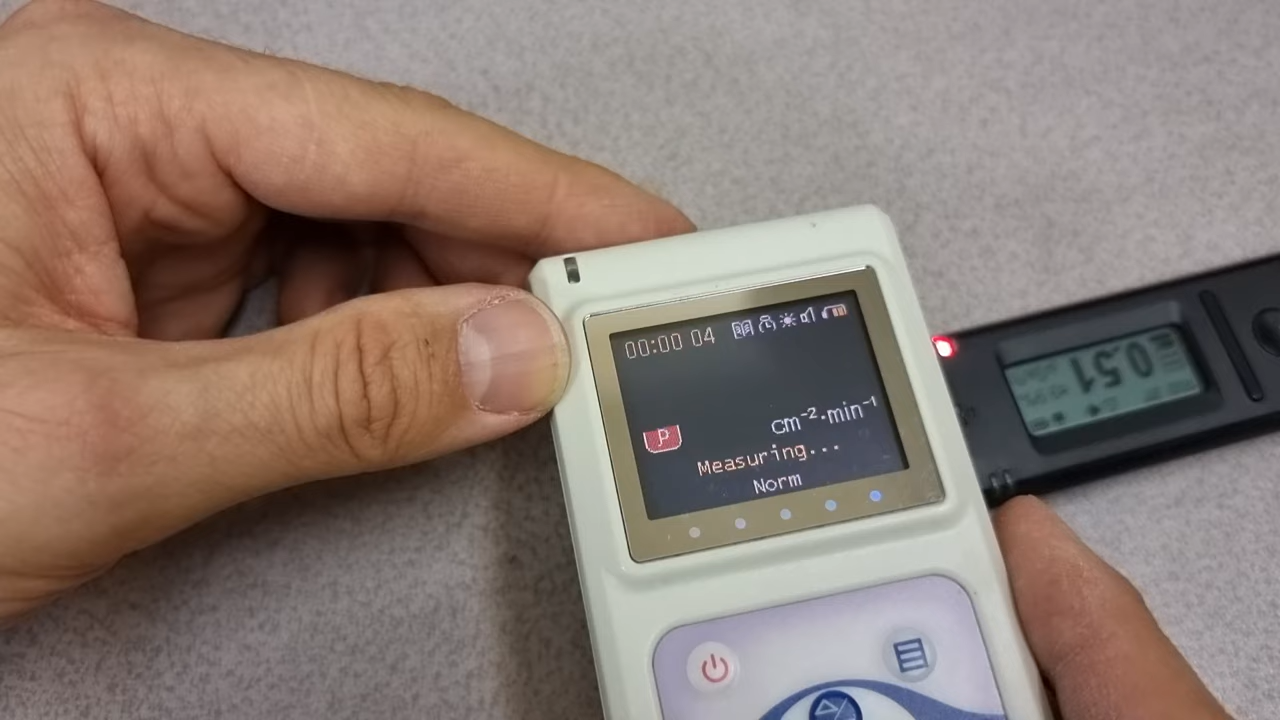 00:00 04
P
cm⁻²·min⁻¹
Measuring...
Norm
0.51